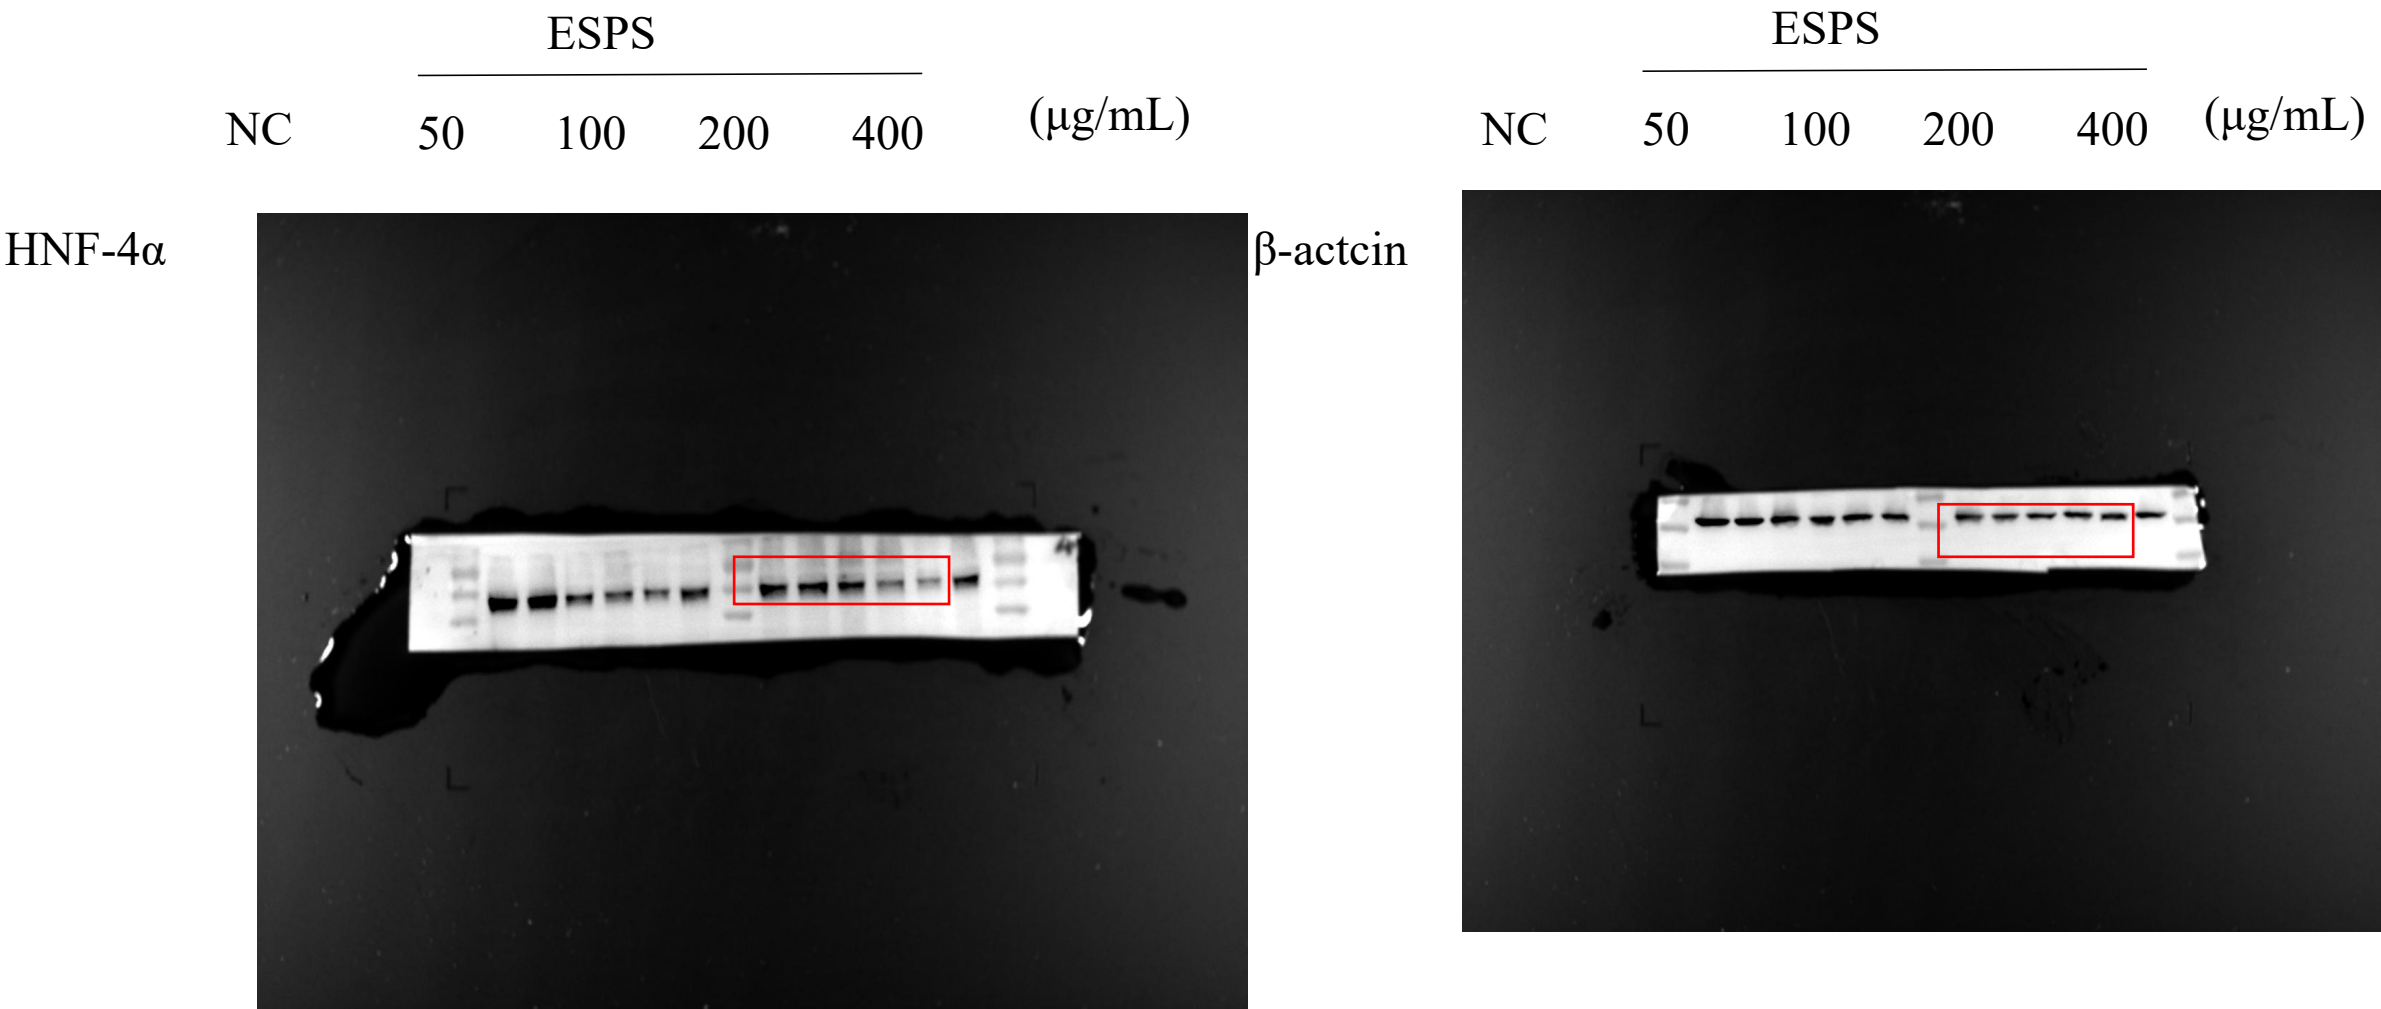 ESPS
NC 50 100 200 400 (μg/mL)
HNF-4α
ESPS
NC 50 100 200 400 (μg/mL)
β-actcin